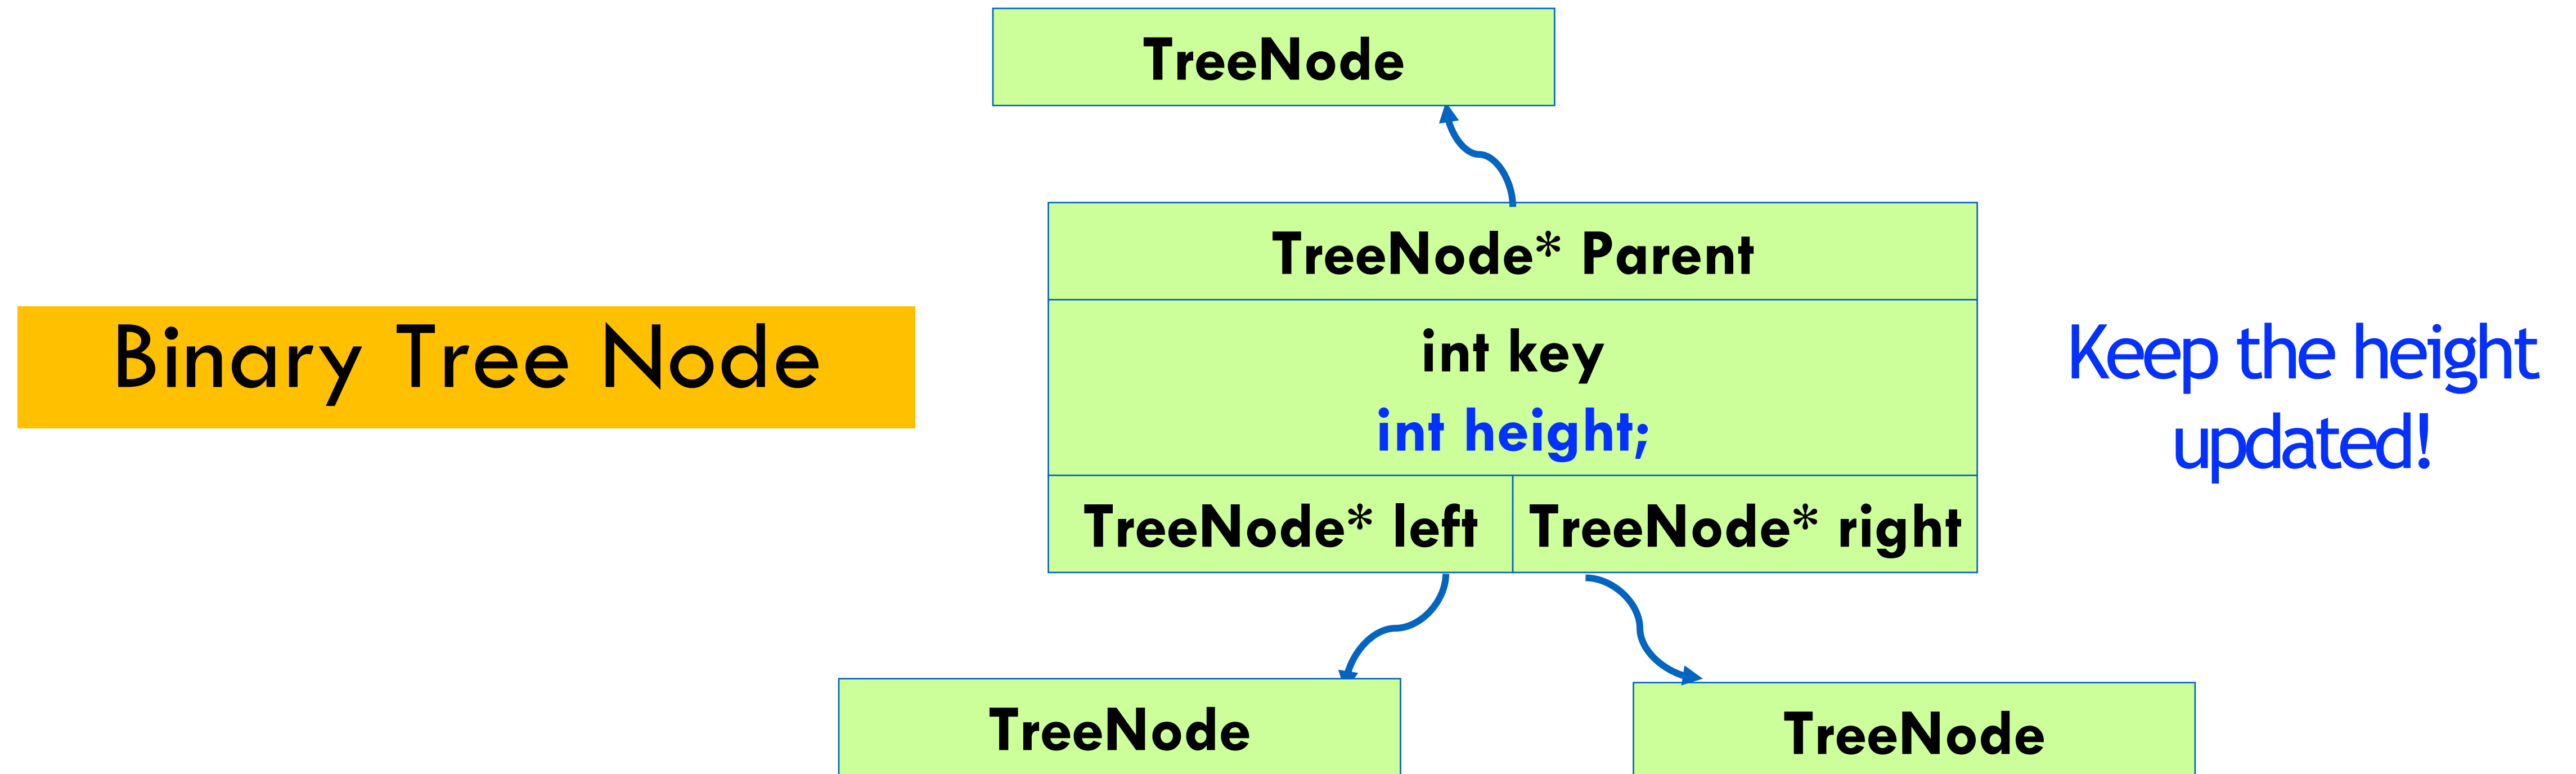 TreeNode
TreeNode* Parent
Binary Tree Node
int key
int height;
Keep the height
updated!
TreeNode* left
TreeNode* right
TreeNode
TreeNode